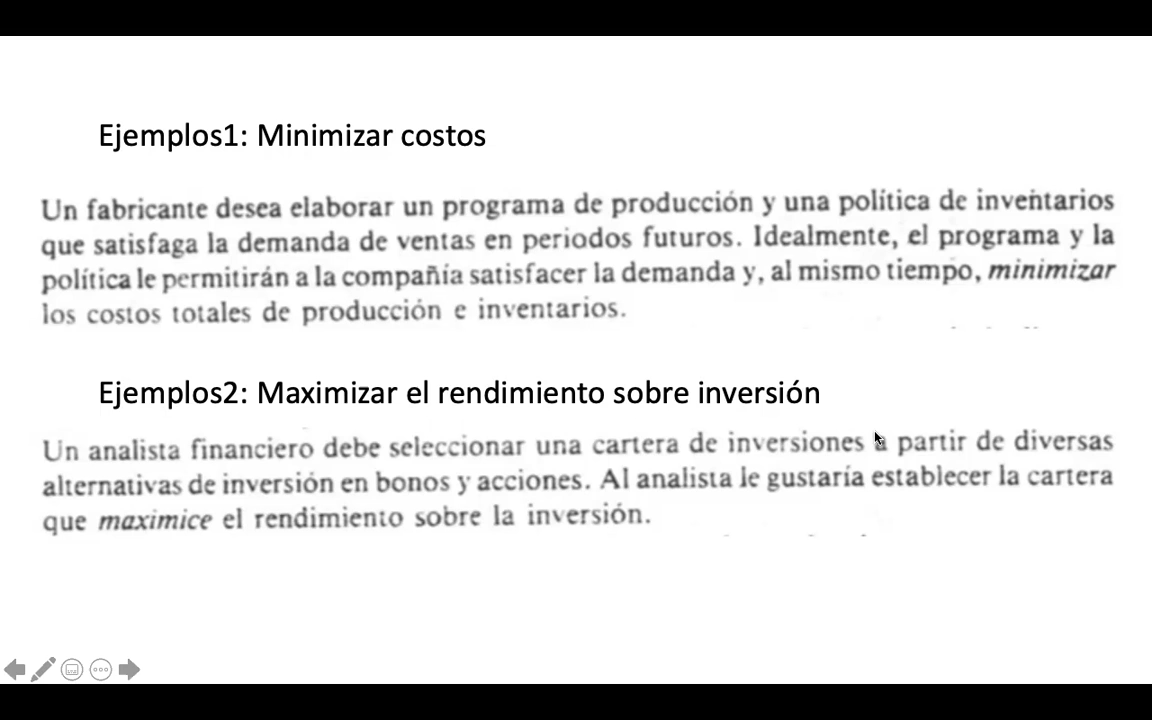 Ejemplos1: Minimizar costos
Un fabricante desea elaborar un programa de producción y una política de inventarios
que satisfaga la demanda de ventas en periodos futuros. Idealmente, el programa y la
política le permitirán a la compañía satisfacer la demanda y, al mismo tiempo, minimizar
los costos totales de producción e inventarios.
Ejemplos2: Maximizar el rendimiento sobre inversión
Un analista financiero debe seleccionar una cartera de inversiones a partir de diversas
alternativas de inversión en bonos y acciones. Al analista le gustaría establecer la cartera
que maximice el rendimiento sobre la inversión.